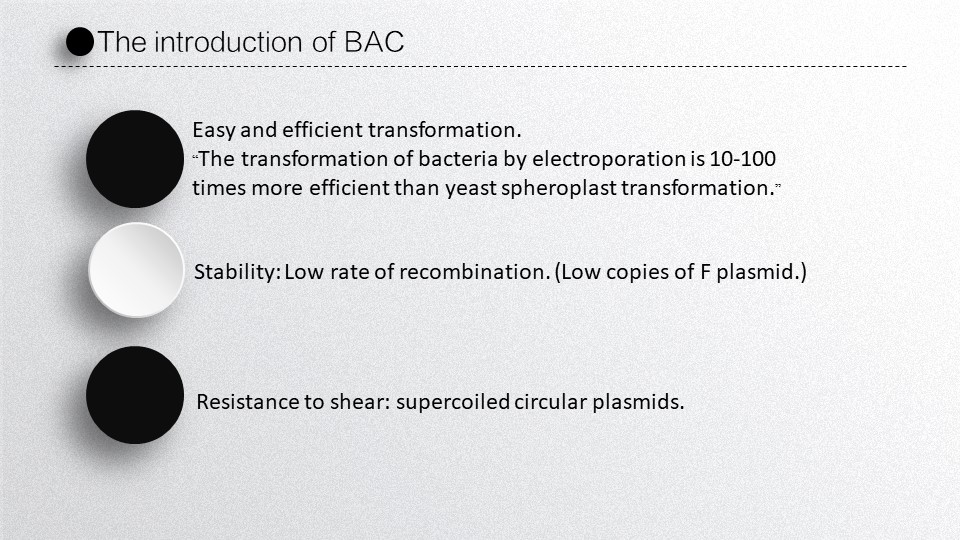 The introduction of BAC
Easy and efficient transformation.
“The transformation of bacteria by electroporation is 10-100
times more efficient than yeast spheroplast transformation.”
Stability: Low rate of recombination. (Low copies of F plasmid.)
Resistance to shear: supercoiled circular plasmids.